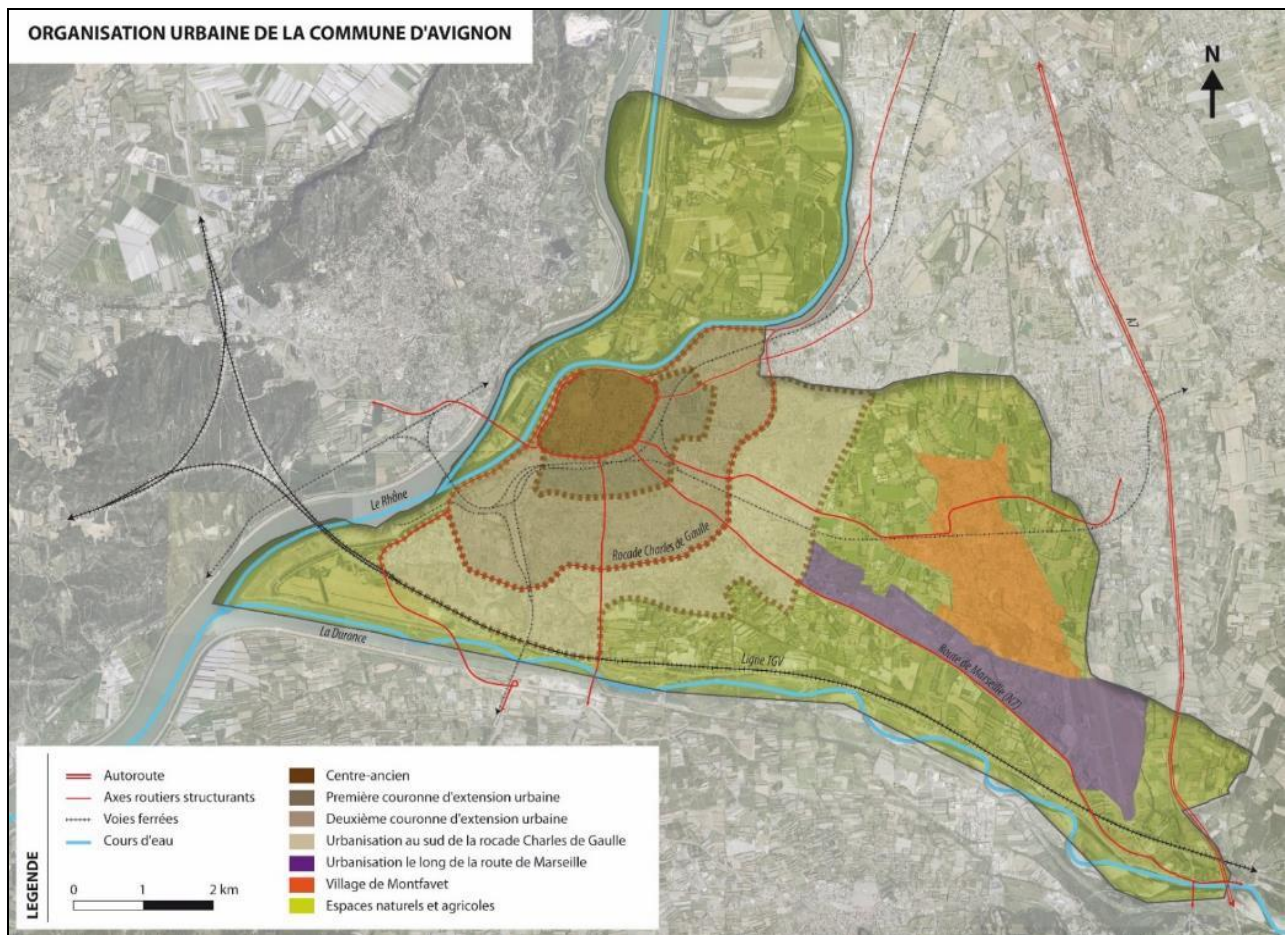 ORGANISATION URBAINE DE LA COMMUNE D'AVIGNON
N
A7
Le Rhône
Rocade Charles de Gaulle
La Durance
Ligne TGV
Route de Marseille (N7)
LEGENDE
Autoroute
Axes routiers structurants
Voies ferrées
Cours d'eau
0 1 2 km
Centre-ancien
Première couronne d'extension urbaine
Deuxième couronne d'extension urbaine
Urbanisation au sud de la rocade Charles de Gaulle
Urbanisation le long de la route de Marseille
Village de Montfavet
Espaces naturels et agricoles